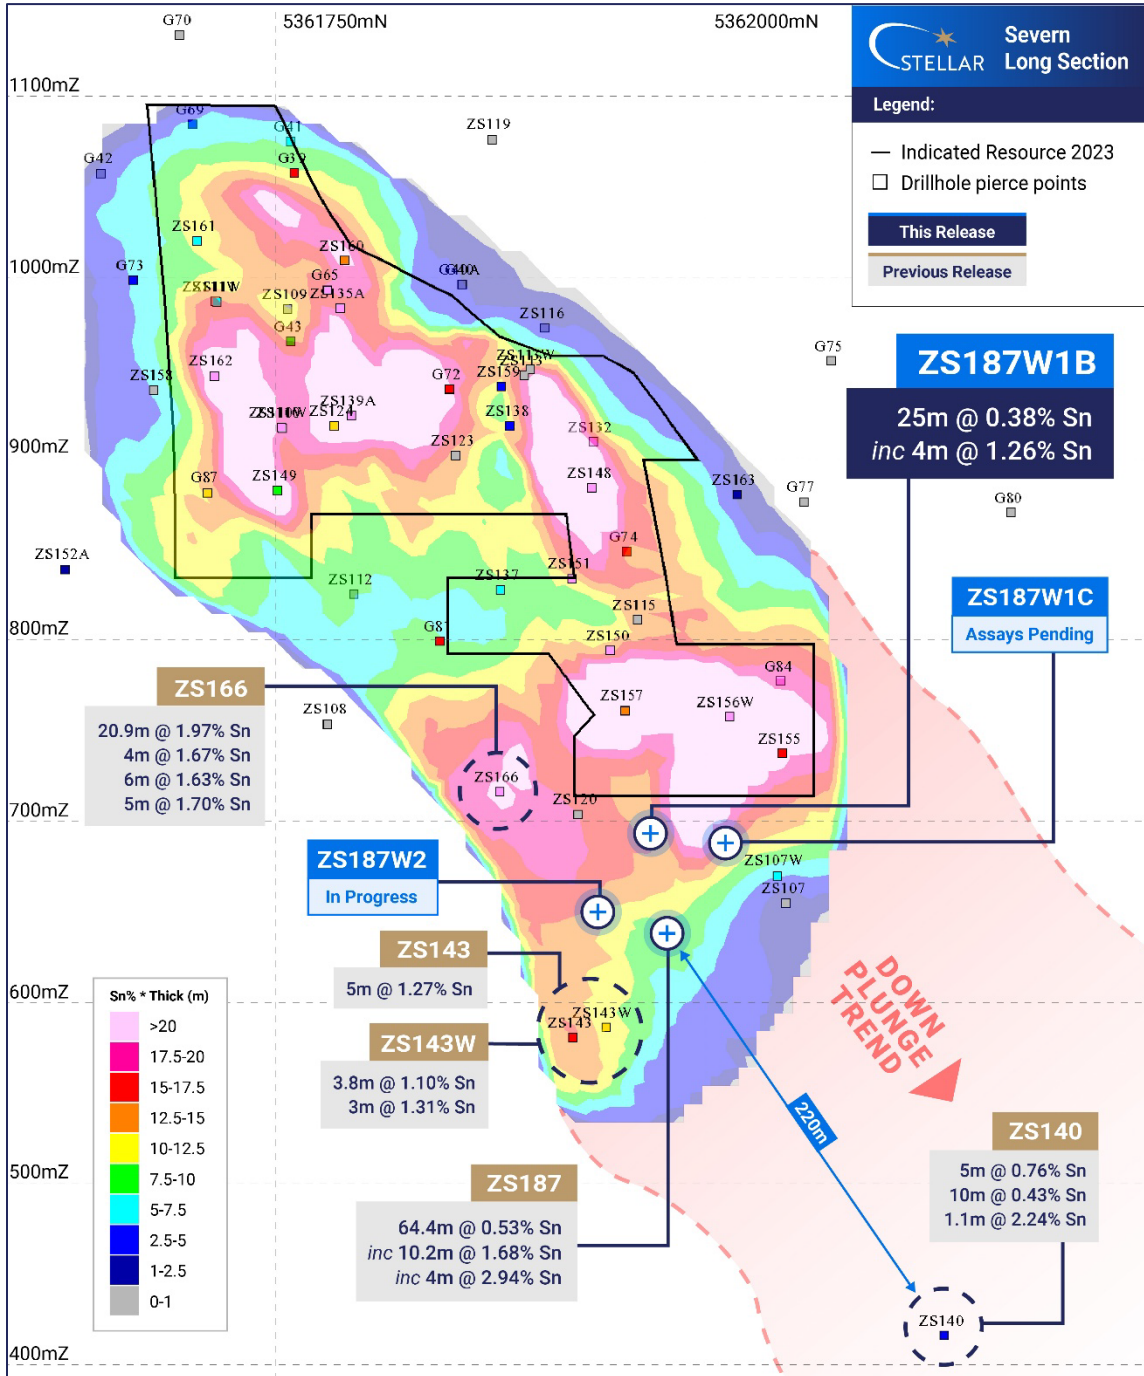 G70
5361750mN
5362000mN
STELLAR
Severn
Long Section
Legend:
Indicated Resource 2023
Drillhole pierce points
This Release
Previous Release
1100mZ
G69
G41
ZS119
G42
G39
ZS161
ZS160
1000mZ
G73
G65
G40A
ZS111W
ZS109
ZS135A
ZS116
G43
G75
ZS162
ZS158
G72
ZS159
ZS113W
ZS113
ZS187W1B
25m @ 0.38% Sn
inc 4m @ 1.26% Sn
ZS139A
ZS124
ZS138
ZS132
900mZ
ZS123
G87
ZS149
ZS148
ZS163
G77
G80
G74
ZS152A
ZS151
ZS112
ZS137
ZS187W1C
Assays Pending
ZS115
800mZ
G81
ZS150
G84
ZS166
20.9m @ 1.97% Sn
4m @ 1.67% Sn
6m @ 1.63% Sn
5m @ 1.70% Sn
ZS108
ZS157
ZS156W
ZS155
ZS166
700mZ
ZS120
ZS187W2
In Progress
ZS107W
ZS107
ZS143
5m @ 1.27% Sn
DOWN
PLUNGE
TREND
600mZ
ZS143
ZS143W
ZS143W
3.8m @ 1.10% Sn
3m @ 1.31% Sn
Sn% * Thick (m)
>20
17.5-20
15-17.5
12.5-15
10-12.5
7.5-10
5-7.5
2.5-5
1-2.5
0-1
220m
500mZ
ZS187
64.4m @ 0.53% Sn
inc 10.2m @ 1.68% Sn
inc 4m @ 2.94% Sn
ZS140
5m @ 0.76% Sn
10m @ 0.43% Sn
1.1m @ 2.24% Sn
ZS140
400mZ